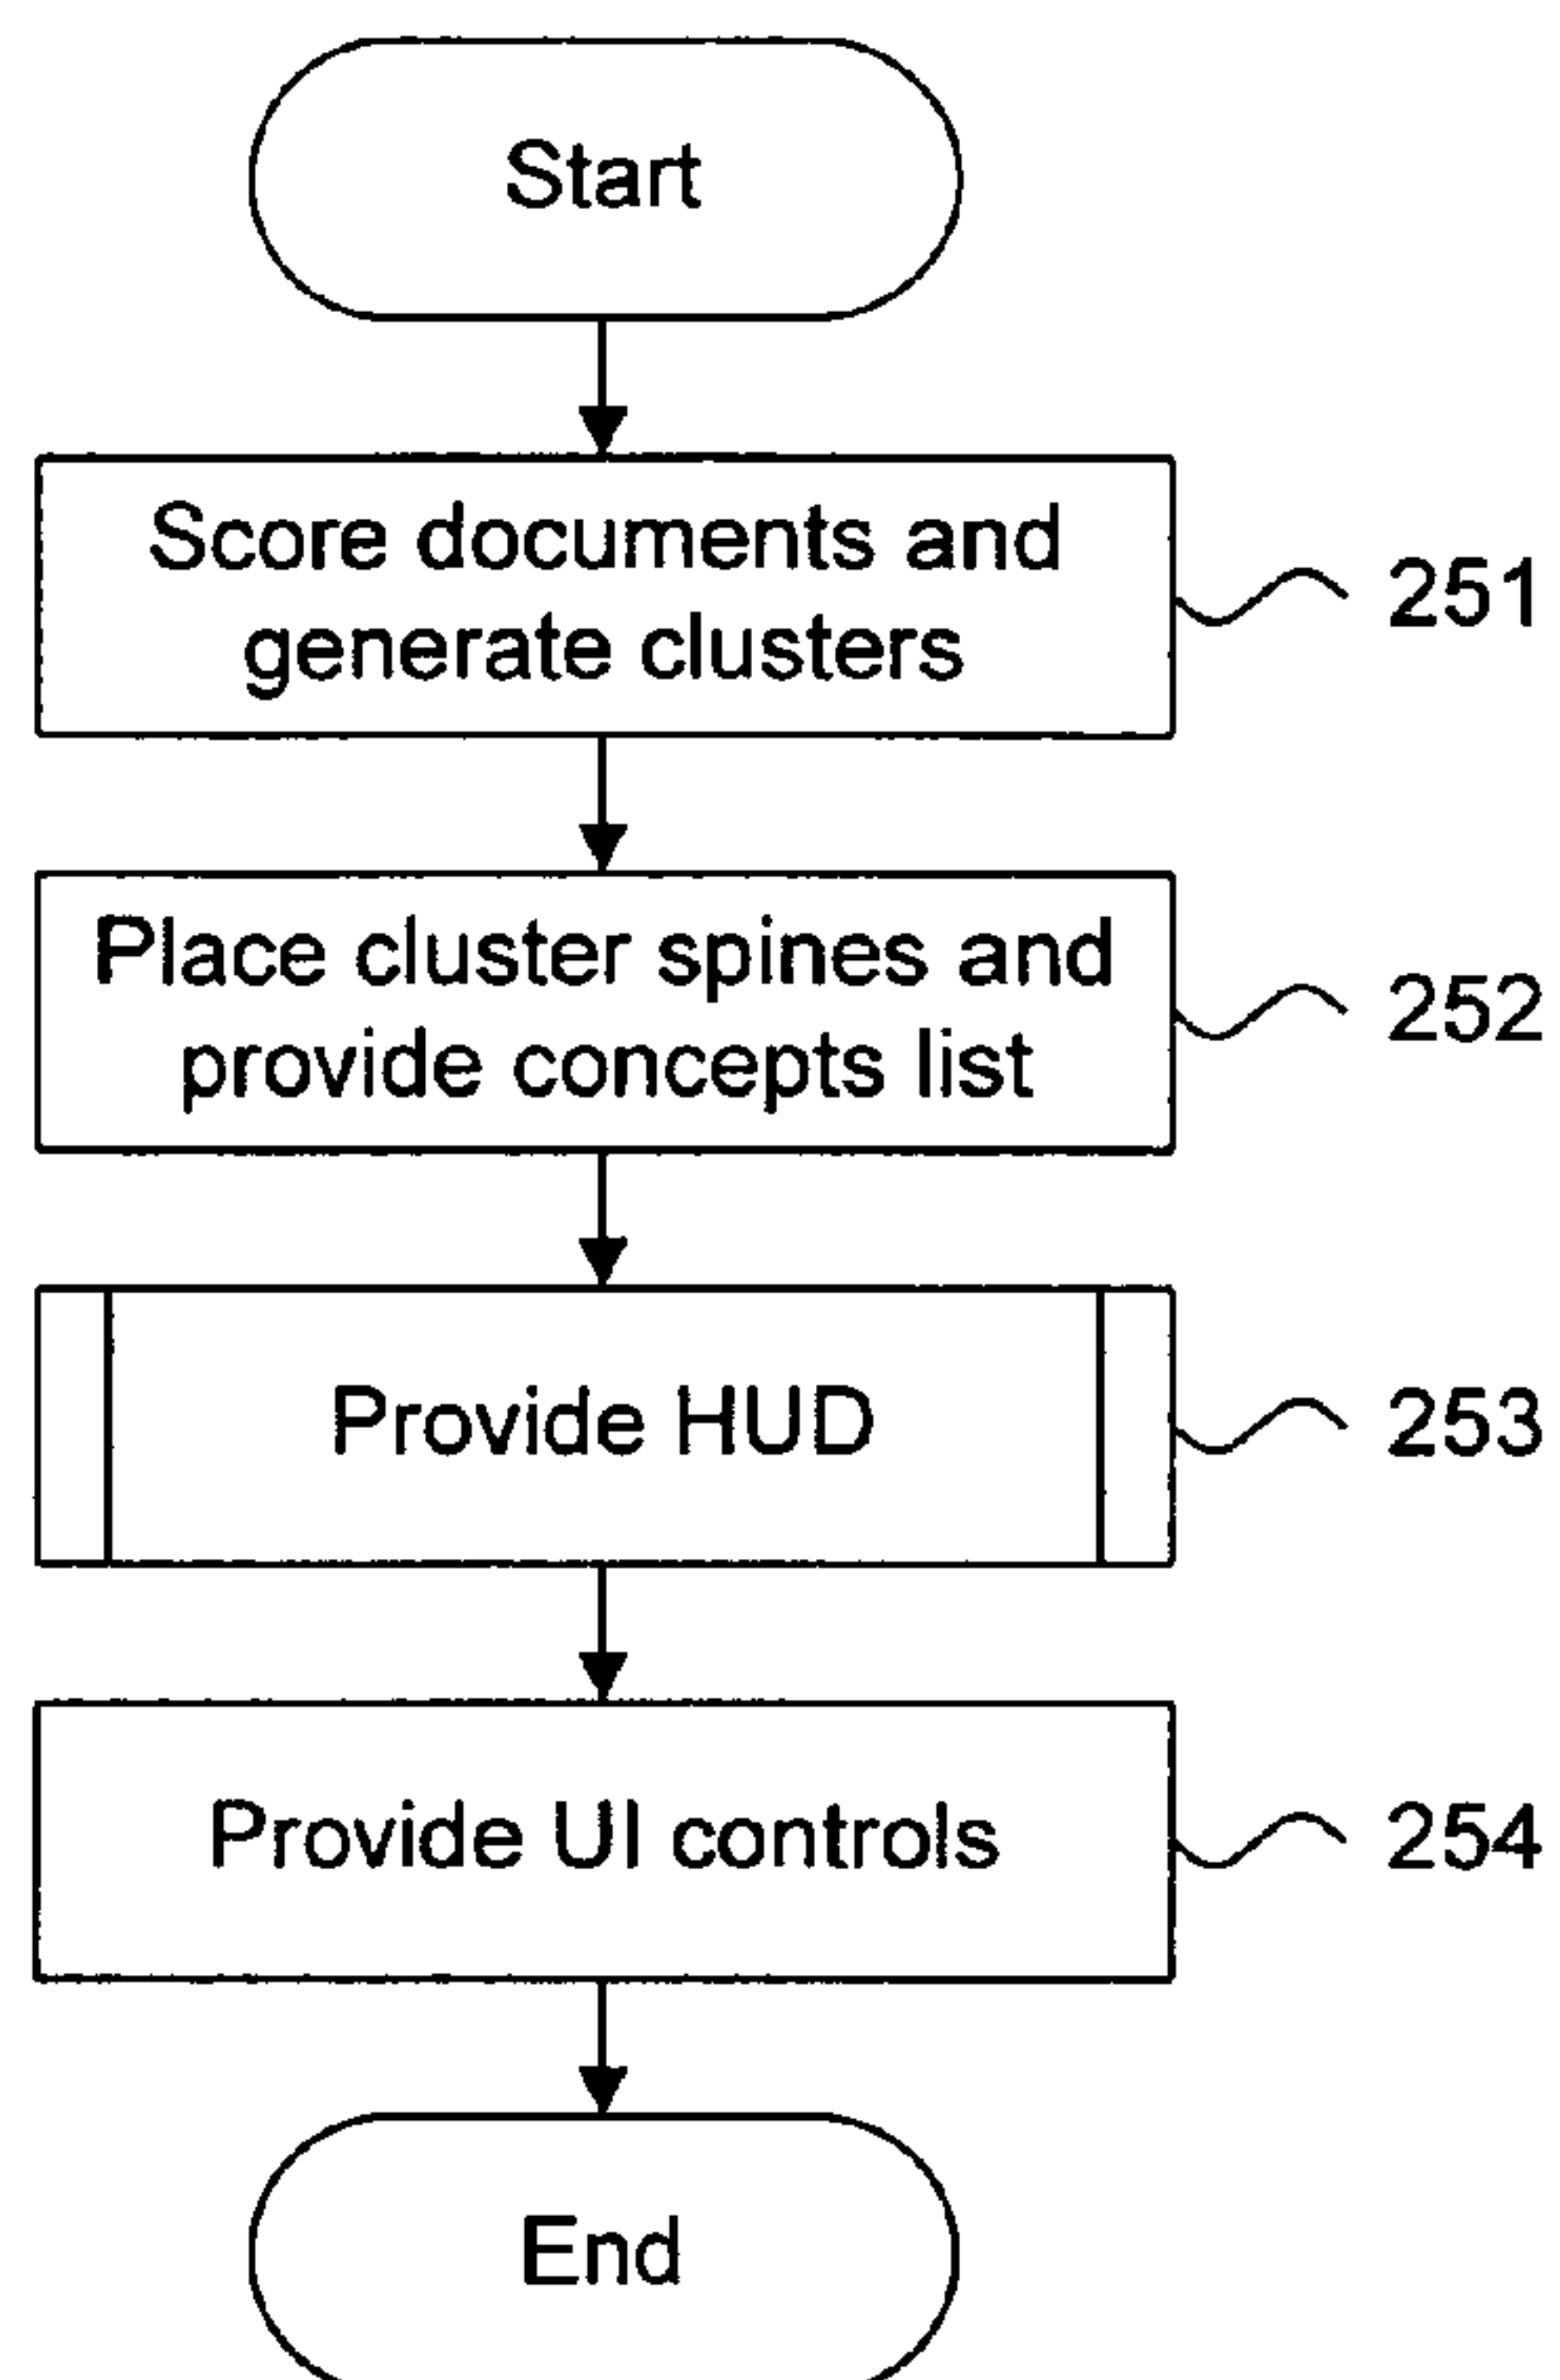 Start
Score documents and
generate clusters
251
Place cluster spines and
provide concepts list
252
Provide HUD
253
Provide UI controls
254
End